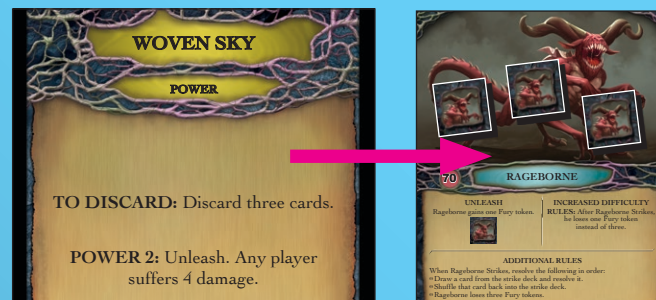 WOVEN SKY
POWER
TO DISCARD: Discard three cards.
POWER 2: Unleash. Any player
suffers 4 damage.
70
RAGEBORNE
UNLEASH
Rageborne gains one Fury token.
INCREASED DIFFICULTY
RULES: After Rageborne Strikes,
he loses one Fury token
instead of three.
ADDITIONAL RULES
When Rageborne Strikes, resolve the following in order:
Draw a card from the strike deck and resolve it.
Shuffle that card back into the strike deck.
Rageborne loses three Fury tokens.